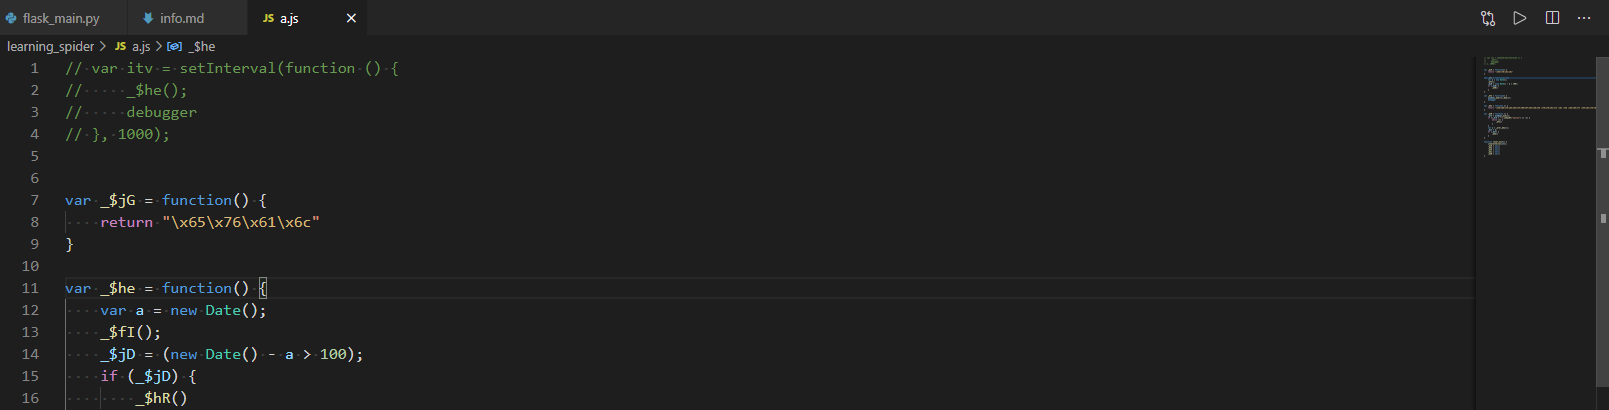 flask_main.py info.md JS a.js
learning_spider > JS a.js > _$he
1 // var itv = setInterval(function () {
2 //     _$he();
3 //     debugger
4 // }, 1000);
5
6
7 var _$jG = function() {
8     return "\x65\x76\x61\x6c"
9 }
10
11 var _$he = function() {
12     var a = new Date();
13     _$fI();
14     _$jD = (new Date() - a > 100);
15     if (_$jD) {
16         _$hR()